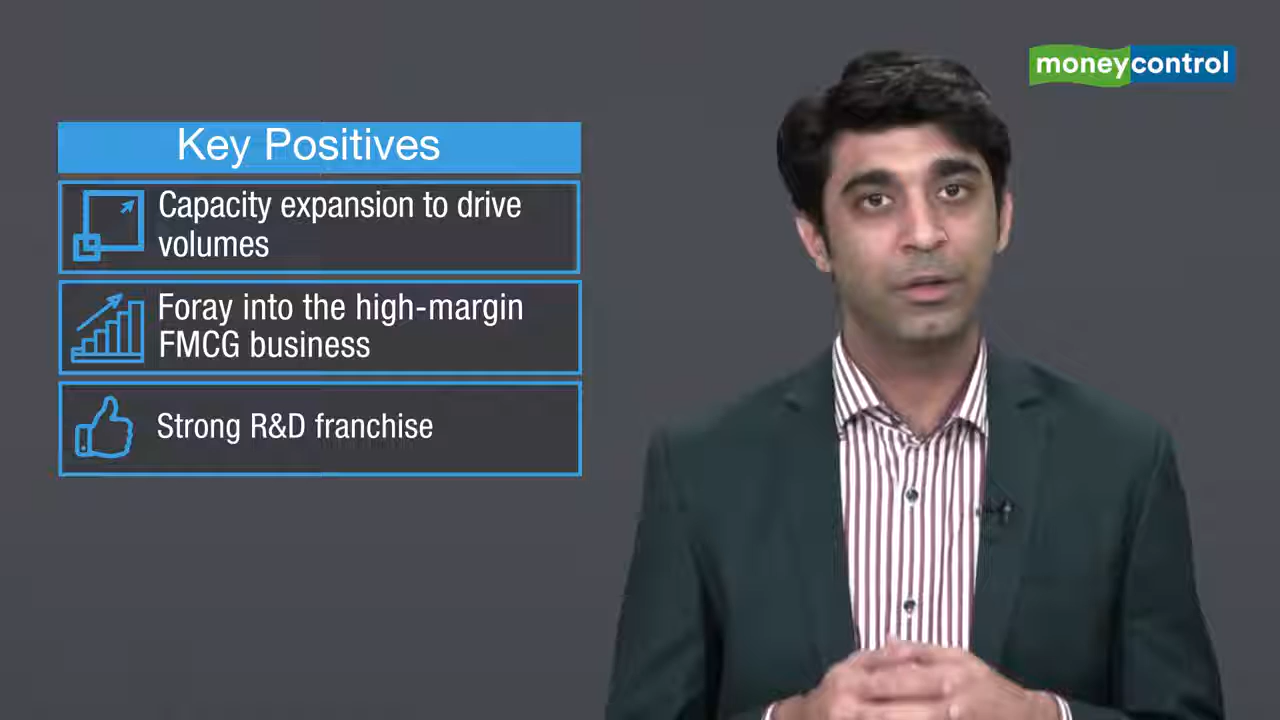 moneycontrol
Key Positives
Capacity expansion to drive
volumes
Foray into the high-margin
FMCG business
Strong R&D franchise